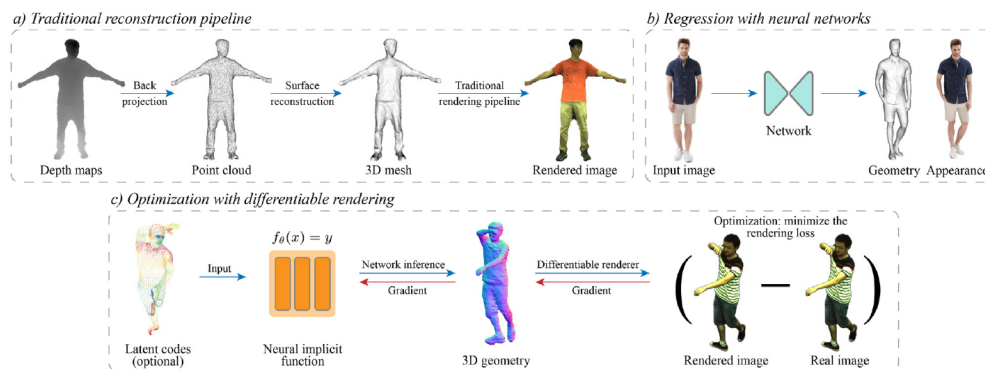 a) Traditional reconstruction pipeline
Back
projection
Surface
reconstruction
Traditional
rendering pipeline
Depth maps
Point cloud
3D mesh
Rendered image
b) Regression with neural networks
Network
Input image
Geometry
Appearance
c) Optimization with differentiable rendering
Latent codes
(optional)
Input
fθ(x) = y
Neural implicit
function
Network inference
Gradient
3D geometry
Differentiable renderer
Gradient
Optimization: minimize the
rendering loss
Rendered image
Real image